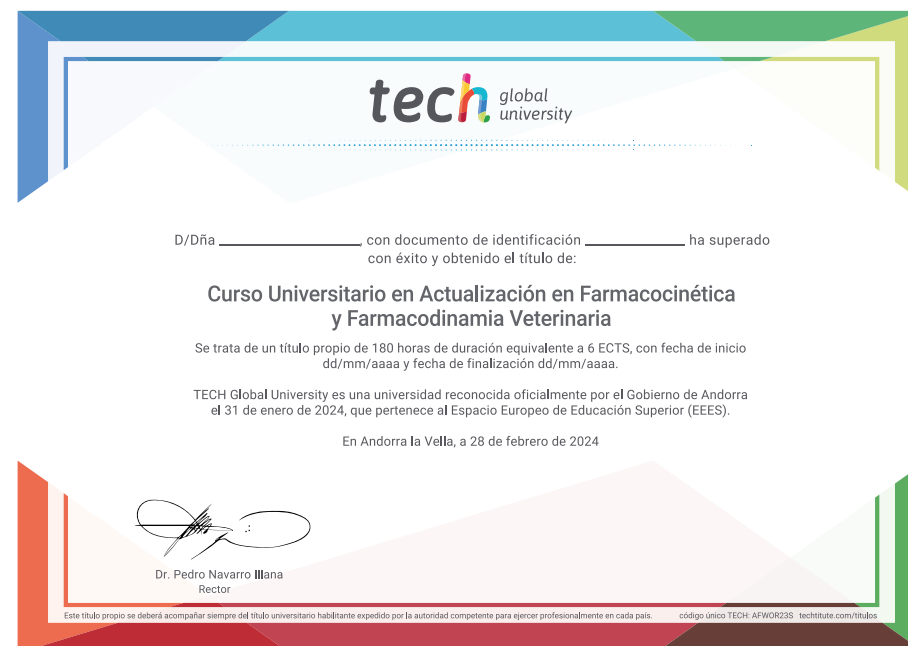 tech global university
D/Dña ______________, con documento de identificación ____________ ha superado
con éxito y obtenido el título de:
Curso Universitario en Actualización en Farmacocinética
y Farmacodinamia Veterinaria
Se trata de un título propio de 180 horas de duración equivalente a 6 ECTS, con fecha de inicio
dd/mm/aaaa y fecha de finalización dd/mm/aaaa.
TECH Global University es una universidad reconocida oficialmente por el Gobierno de Andorra
el 31 de enero de 2024, que pertenece al Espacio Europeo de Educación Superior (EEES).
En Andorra la Vella, a 28 de febrero de 2024
Dr. Pedro Navarro Illana
Rector
Este título propio se deberá acompañar siempre del título universitario habilitante expedido por la autoridad competente para ejercer profesionalmente en cada país. código único TECH: AFWOR23S techtitute.com/titulos